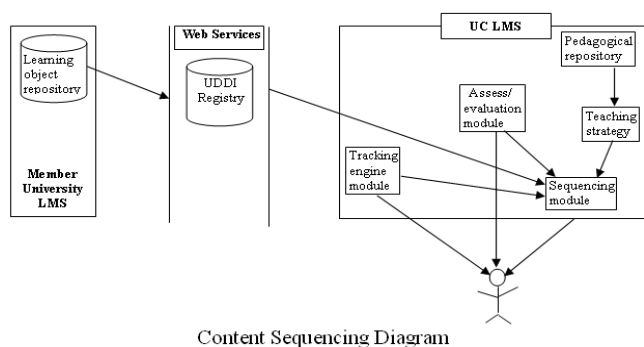 Learning
object
repository
Member
University
LMS
Web Services
UDDI
Registry
UC LMS
Pedagogical
repository
Assess/
evaluation
module
Teaching
strategy
Tracking
engine
module
Sequencing
module
Content Sequencing Diagram